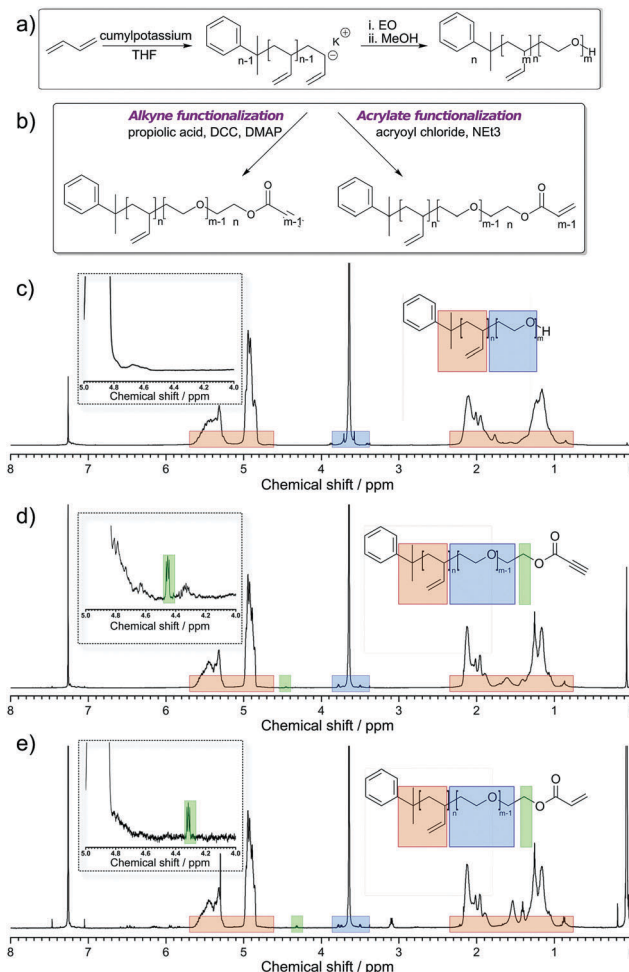 a)
cumylpotassium
THF
n-1
n-1
K⊕
⊖
i. EO
ii. MeOH
n
m
n
O
H
m
b)
Alkyne functionalization
propiolic acid, DCC, DMAP
Acrylate functionalization
acryoyl chloride, NEt3
n
O
m-1
n
O
O
m-1
n
O
m-1
n
O
O
m-1
c)
5.0 4.8 4.6 4.4 4.2 4.0
Chemical shift / ppm
n
O
H
m
8 7 6 5 4 3 2 1
Chemical shift / ppm
d)
5.0 4.8 4.6 4.4 4.2 4.0
Chemical shift / ppm
n
O
m-1
O
O
8 7 6 5 4 3 2 1
Chemical shift / ppm
e)
5.0 4.8 4.6 4.4 4.2 4.0
Chemical shift / ppm
n
O
m-1
O
O
8 7 6 5 4 3 2 1
Chemical shift / ppm